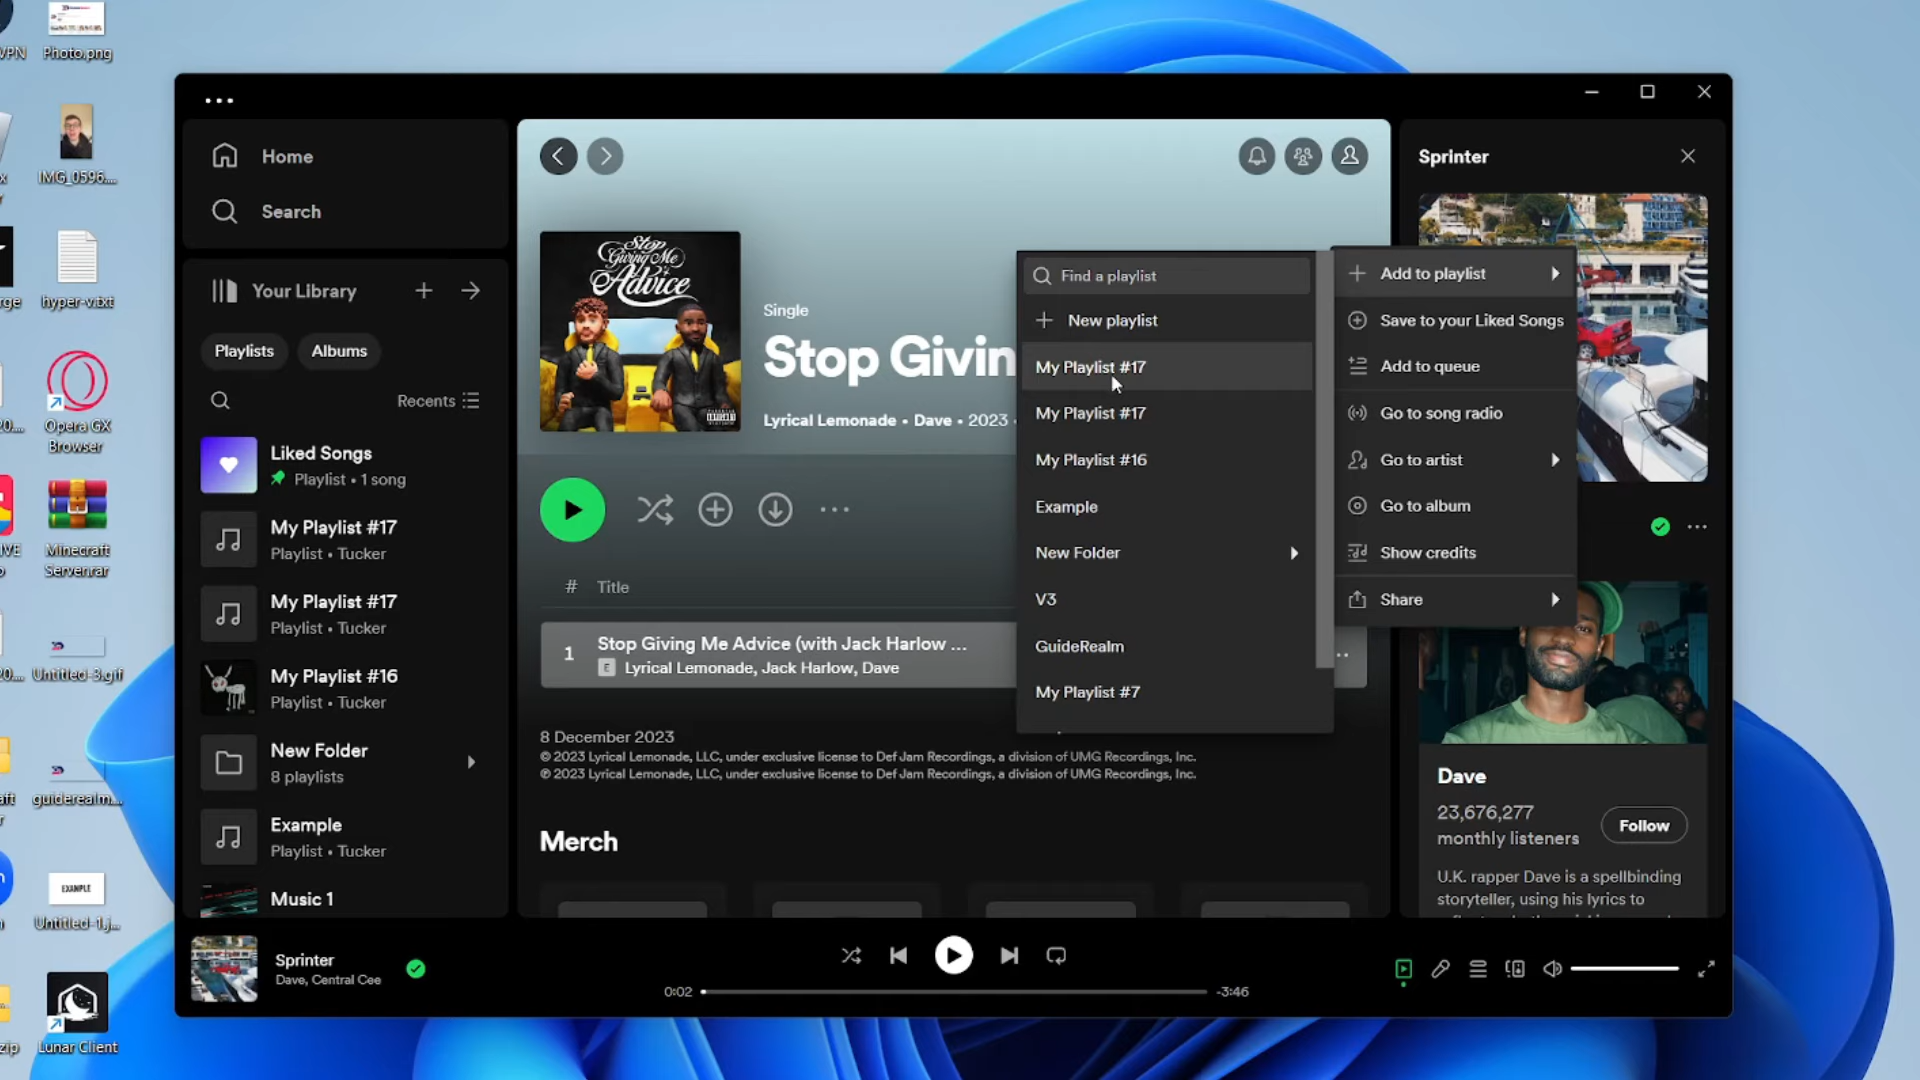 VPN
Photo.png
IMG_0596....
hyper-v.txt
Opera GX
Browser
Minecraft
Servenrar
Untitled-3.gif
guiderealm....
Untitled-1.j...
Lunar Client
zip
Home
Search
Your Library
Playlists
Albums
Recents
Liked Songs
Playlist • 1 song
My Playlist #17
Playlist • Tucker
My Playlist #17
Playlist • Tucker
My Playlist #16
Playlist • Tucker
New Folder
8 playlists
Example
Playlist • Tucker
Music 1
Stop Giving Me Advice
Single
Stop Givin
Lyrical Lemonade • Dave • 2023 •
# Title
1
Stop Giving Me Advice (with Jack Harlow ...
E Lyrical Lemonade, Jack Harlow, Dave
8 December 2023
© 2023 Lyrical Lemonade, LLC, under exclusive license to Def Jam Recordings, a division of UMG Recordings, Inc.
℗ 2023 Lyrical Lemonade, LLC, under exclusive license to Def Jam Recordings, a division of UMG Recordings, Inc.
Merch
Find a playlist
New playlist
My Playlist #17
My Playlist #17
My Playlist #16
Example
New Folder
V3
GuideRealm
My Playlist #7
Add to playlist
Save to your Liked Songs
Add to queue
Go to song radio
Go to artist
Go to album
Show credits
Share
Sprinter
Dave
23,676,277
monthly listeners
Follow
U.K. rapper Dave is a spellbinding
storyteller, using his lyrics to
Sprinter
Dave, Central Cee
0:02
-3:46
EXAMPLE